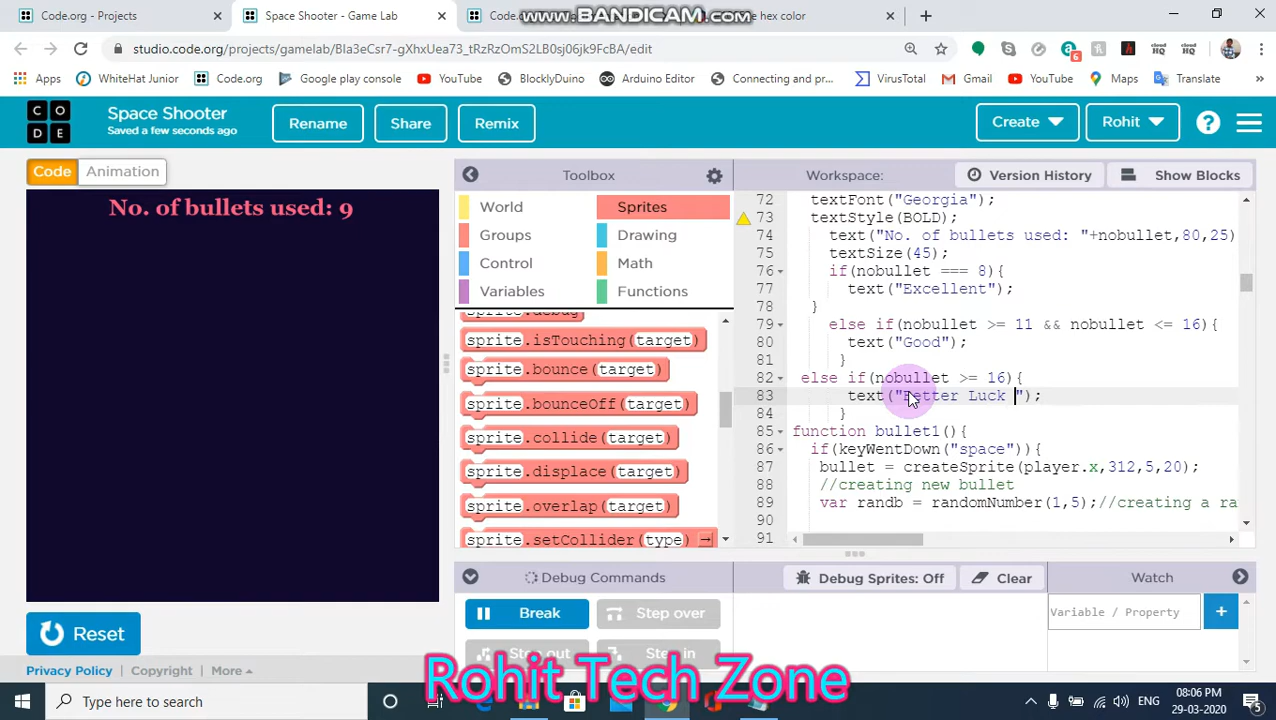 Code.org - Projects
Space Shooter - Game Lab
Code.
www.BANDICAM.com
e hex color
studio.code.org/projects/gamelab/BIa3eCsr7-gXhxUea73_tRzRzOmS2LB0sj06jk9FcBA/edit
6
cloud HQ
cloud HQ
Apps
WhiteHat Junior
Code.org
Google play console
YouTube
BlocklyDuino
Arduino Editor
Connecting and pr...
VirusTotal
Gmail
YouTube
Maps
Translate
CODE
Space Shooter
Saved a few seconds ago
Rename
Share
Remix
Create
Rohit
?
Code
Animation
Toolbox
Workspace:
Version History
Show Blocks
No. of bullets used: 9
World
Sprites
Groups
Drawing
Control
Math
Variables
Functions
sprite.isTouching(target)
sprite.bounce(target)
sprite.bounceOff(target)
sprite.collide(target)
sprite.displace(target)
sprite.overlap(target)
sprite.setCollider(type)
72 textFont("Georgia");
73 textStyle(BOLD);
74 text("No. of bullets used: "+nobullet,80,25)
75 textSize(45);
76 if(nobullet === 8){
77 text("Excellent");
78 }
79 else if(nobullet >= 11 && nobullet <= 16){
80 text("Good");
81 }
82 else if(nobullet >= 16){
83 text("Better Luck ");
84 }
85 function bullet1(){
86 if(keyWentDown("space")){
87 bullet = createSprite(player.x,312,5,20);
88 //creating new bullet
89 var randb = randomNumber(1,5);//creating a ra
90
91
Debug Commands
Debug Sprites: Off
Clear
Watch
Break
Step over
Step out
Step in
Variable / Property
+
Reset
Privacy Policy
Copyright
More
Rohit Tech Zone
Type here to search
ENG
08:06 PM
29-03-2020
5